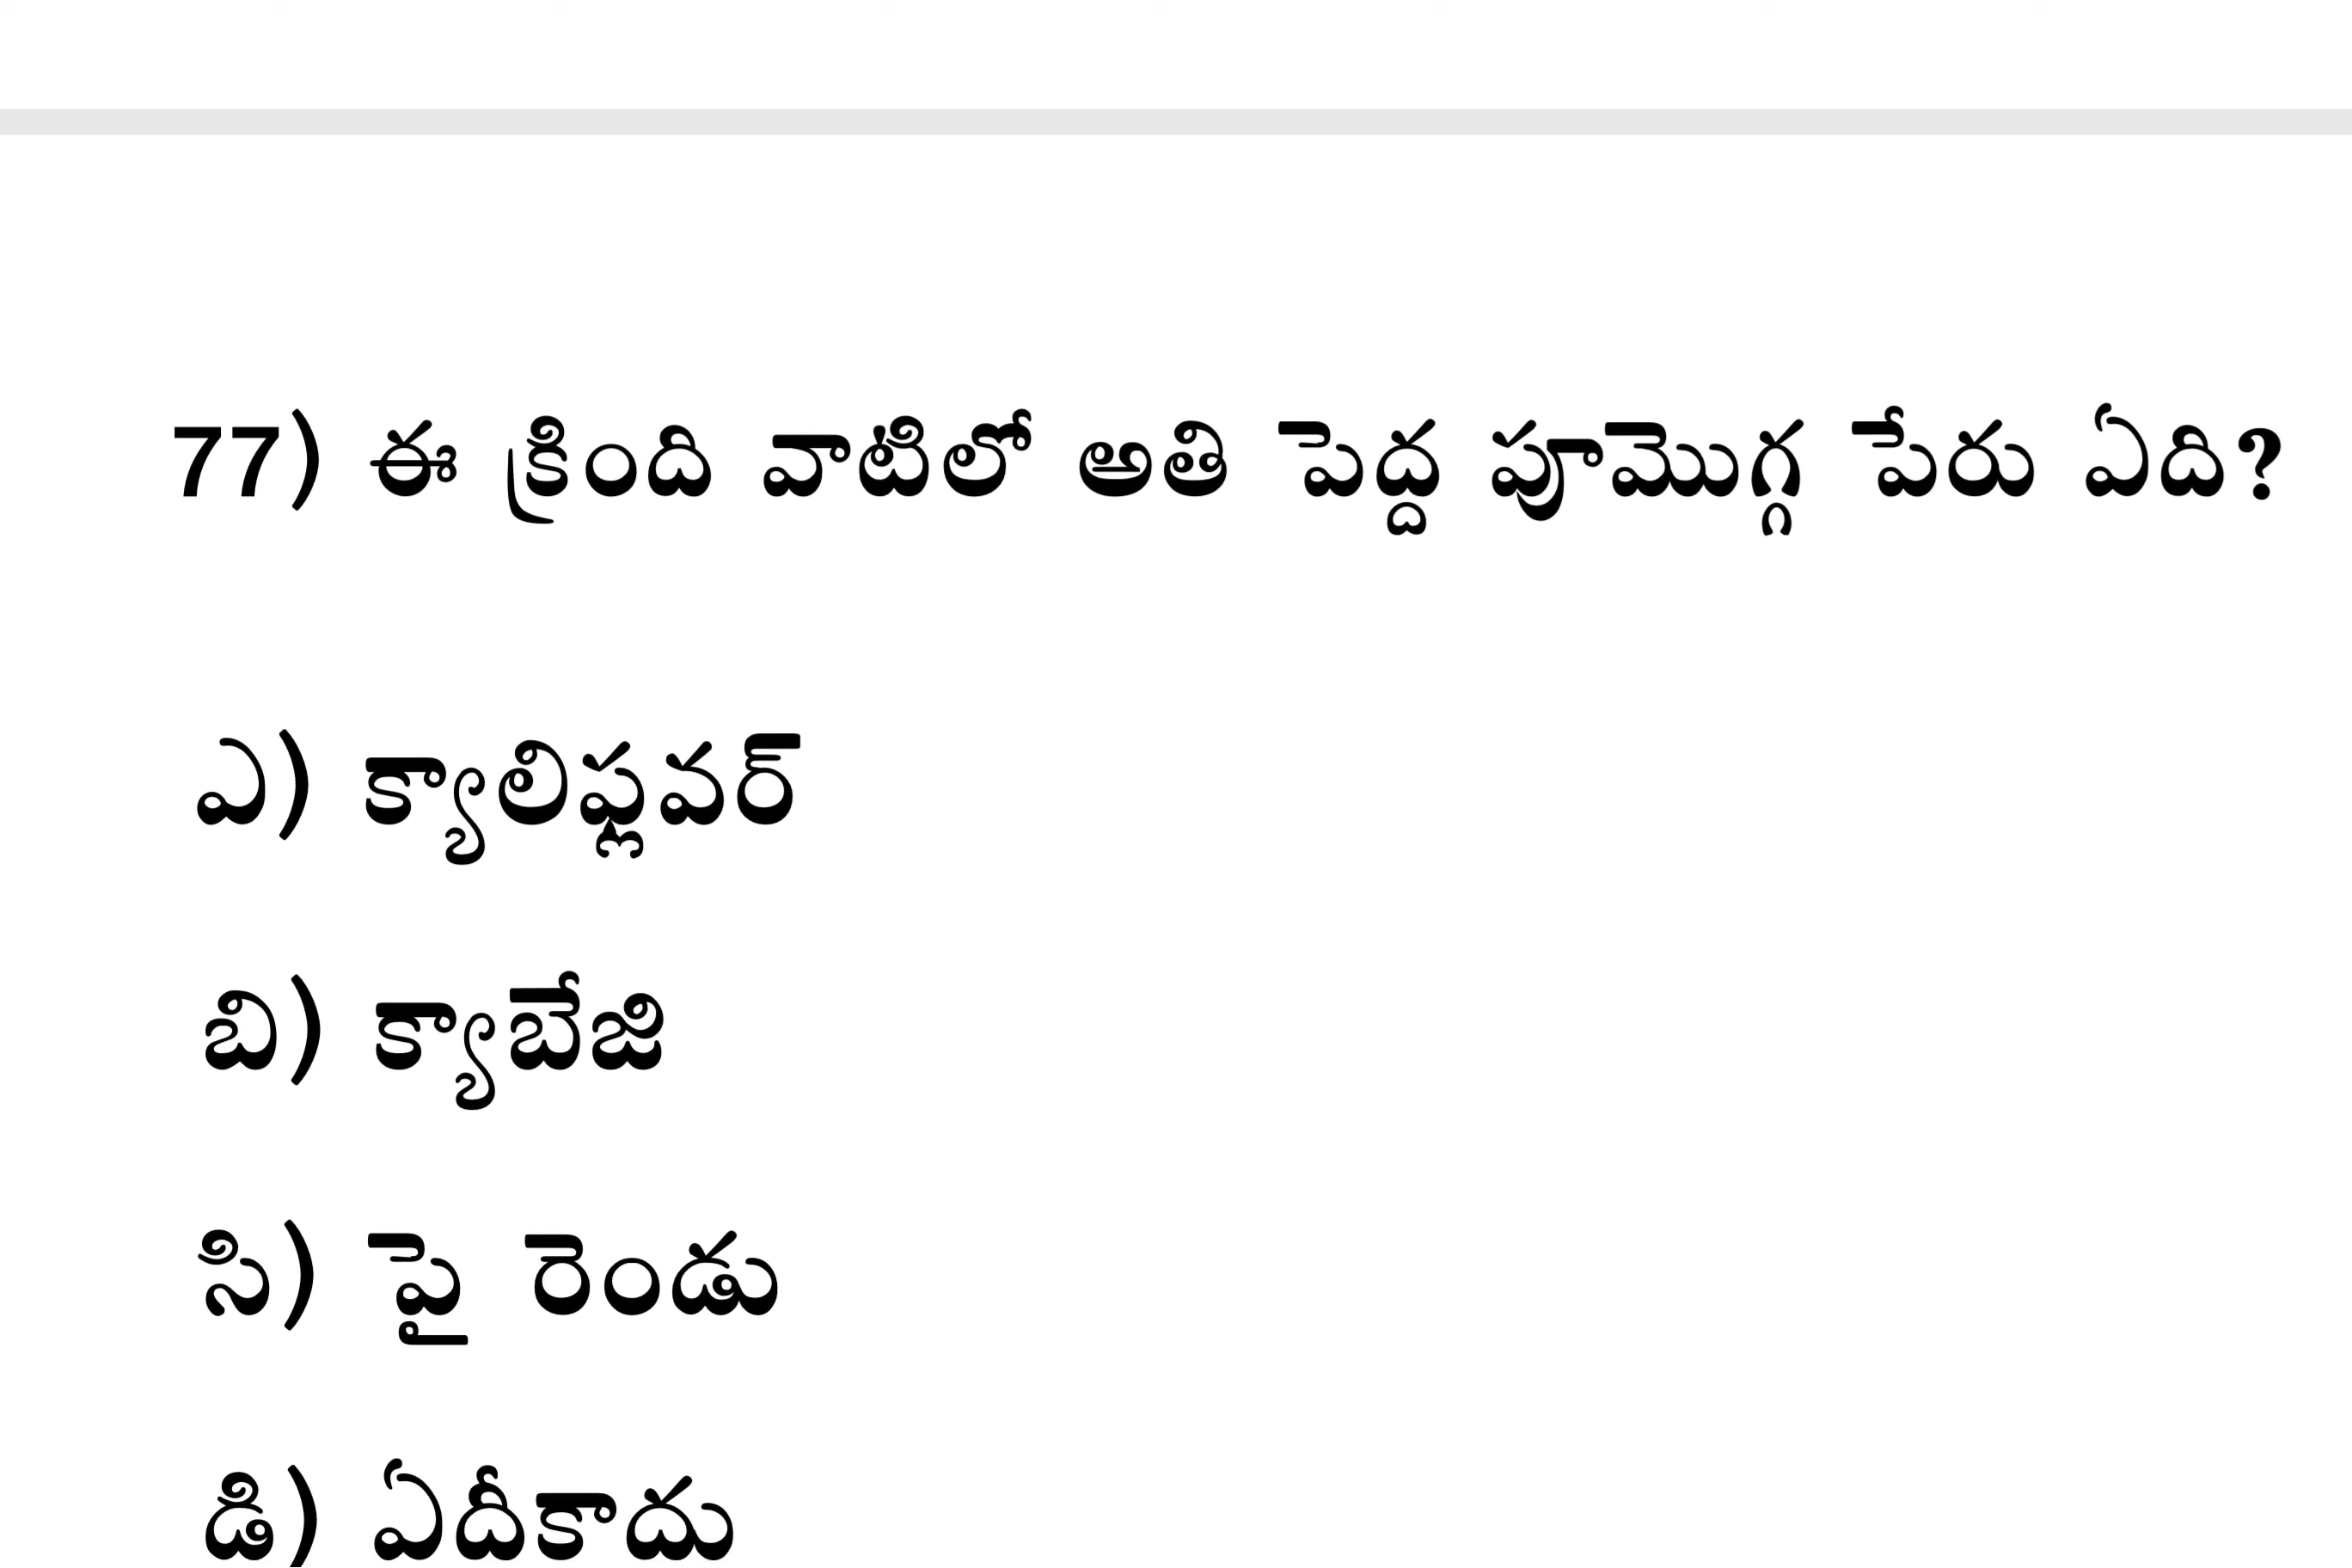 77) ఈ క్రింది వాటిలో అతి పెద్ద పూమొగ్గ పేరు ఏది?
ఎ) క్యాలిఫ్లవర్
బి) క్యాబేజి
సి) పై రెండు
డి) ఏదీకాదు